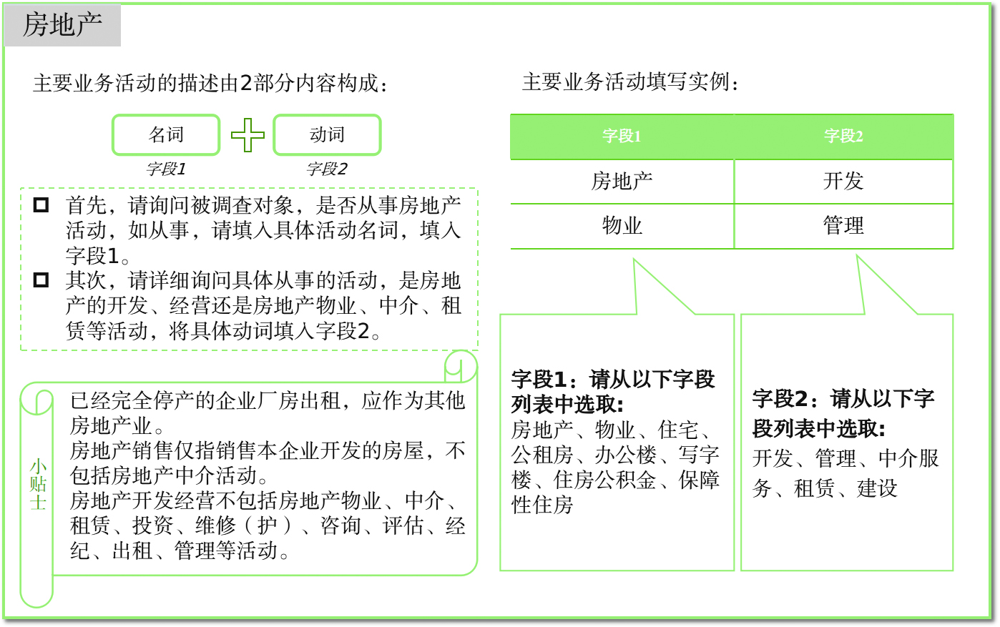 房地产
主要业务活动的描述由2部分内容构成：
名词
动词
字段1
字段2
首先，请询问被调查对象，是否从事房地产
活动，如从事，请填入具体活动名词，填入
字段1。
其次，请详细询问具体从事的活动，是房地
产的开发、经营还是房地产物业、中介、租
赁等活动，将具体动词填入字段2。
小贴士
已经完全停产的企业厂房出租，应作为其他
房地产业。
房地产销售仅指销售本企业开发的房屋，不
包括房地产中介活动。
房地产开发经营不包括房地产物业、中介、
租赁、投资、维修（护）、咨询、评估、经
纪、出租、管理等活动。
主要业务活动填写实例：
字段1 字段2
房地产 开发
物业 管理
字段1：请从以下字段
列表中选取:
房地产、物业、住宅、
公租房、办公楼、写字
楼、住房公积金、保障
性住房
字段2：请从以下字
段列表中选取:
开发、管理、中介服
务、租赁、建设